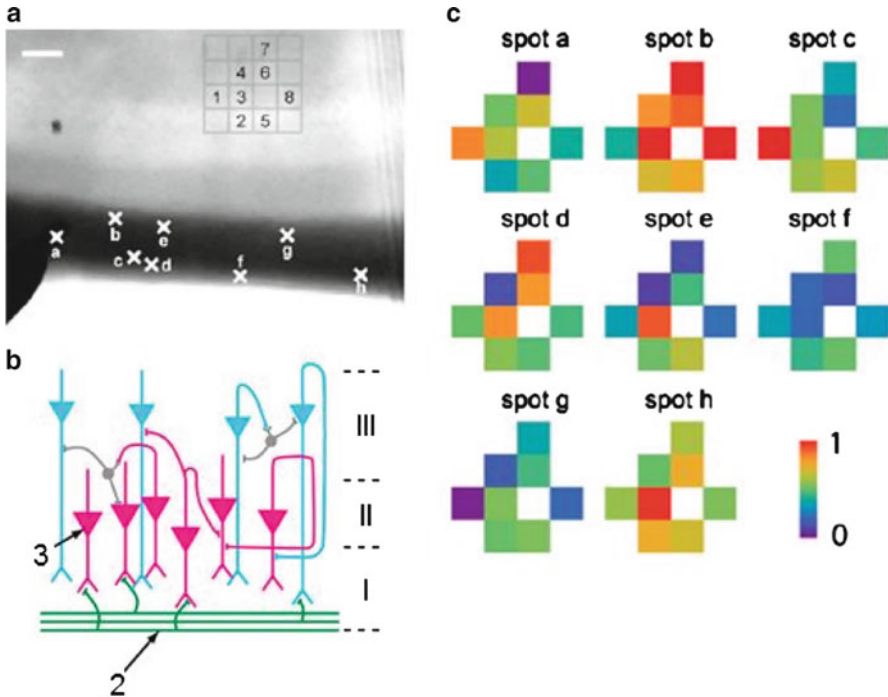 a
7
4 6
1 3 8
2 5
b
e
g
a
c
d
f
h
b
III
II
I
3
2
c
spot a spot b spot c
spot d spot e spot f
spot g spot h
1
0